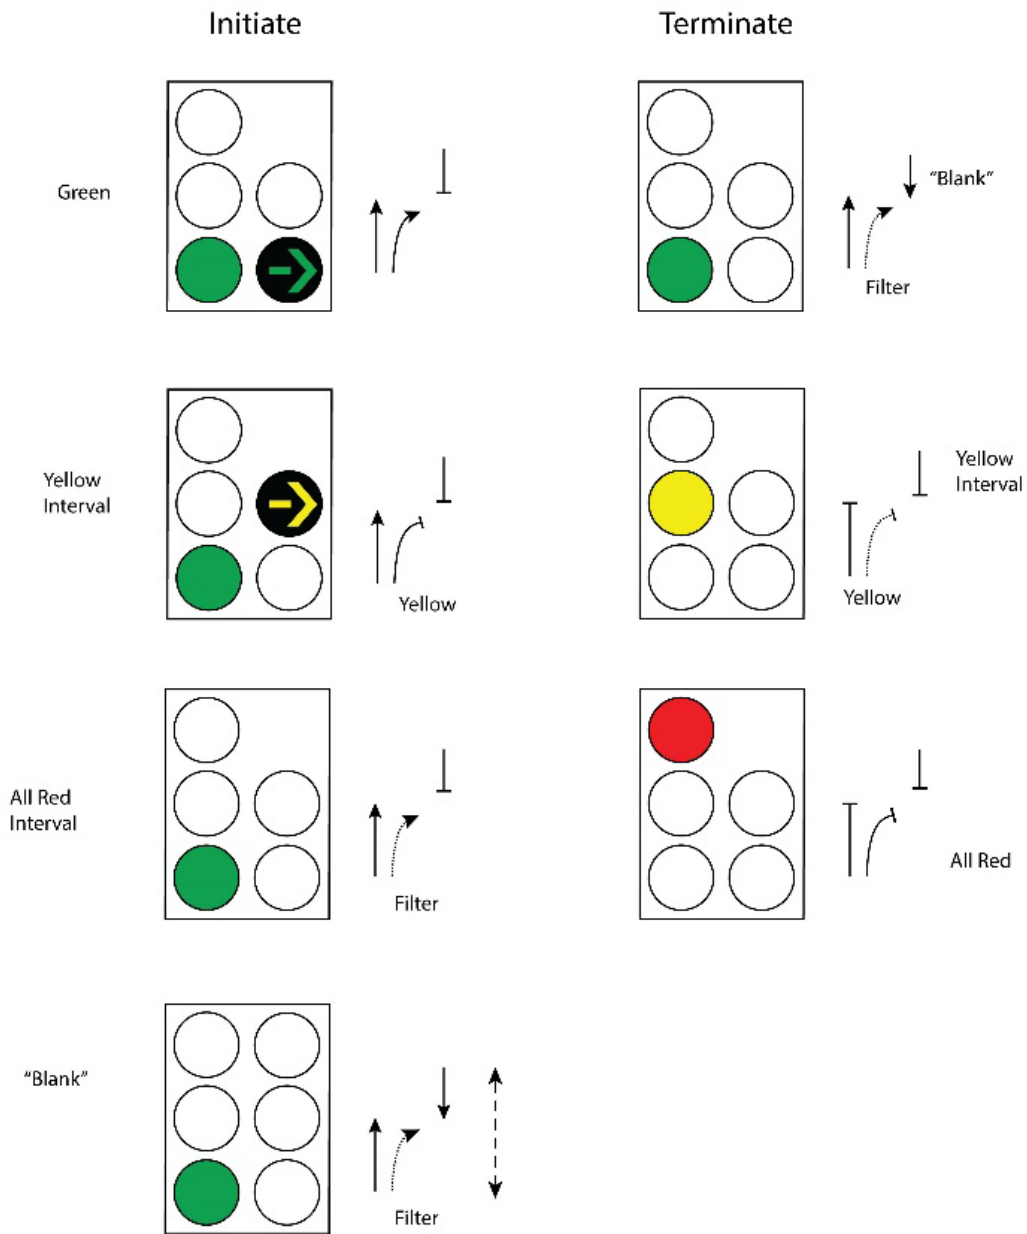 Initiate
Terminate
Green
"Blank"
Filter
Yellow
Interval
Yellow
Yellow
Interval
Yellow
All Red
Interval
Filter
All Red
"Blank"
Filter